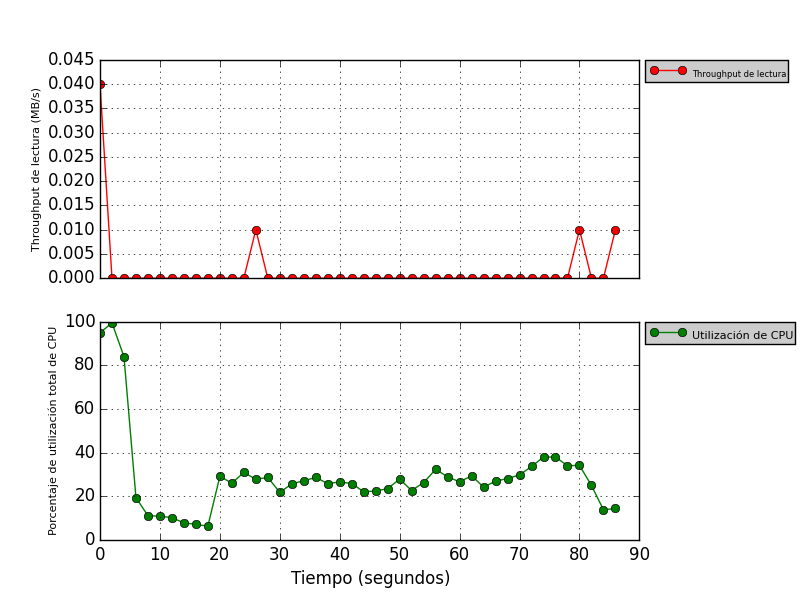 Throughput de lectura (MB/s)
0.045
0.040
0.035
0.030
0.025
0.020
0.015
0.010
0.005
0.000
Throughput de lectura
Porcentaje de utilización total de CPU
100
80
60
40
20
0
0 10 20 30 40 50 60 70 80 90
Tiempo (segundos)
Utilización de CPU